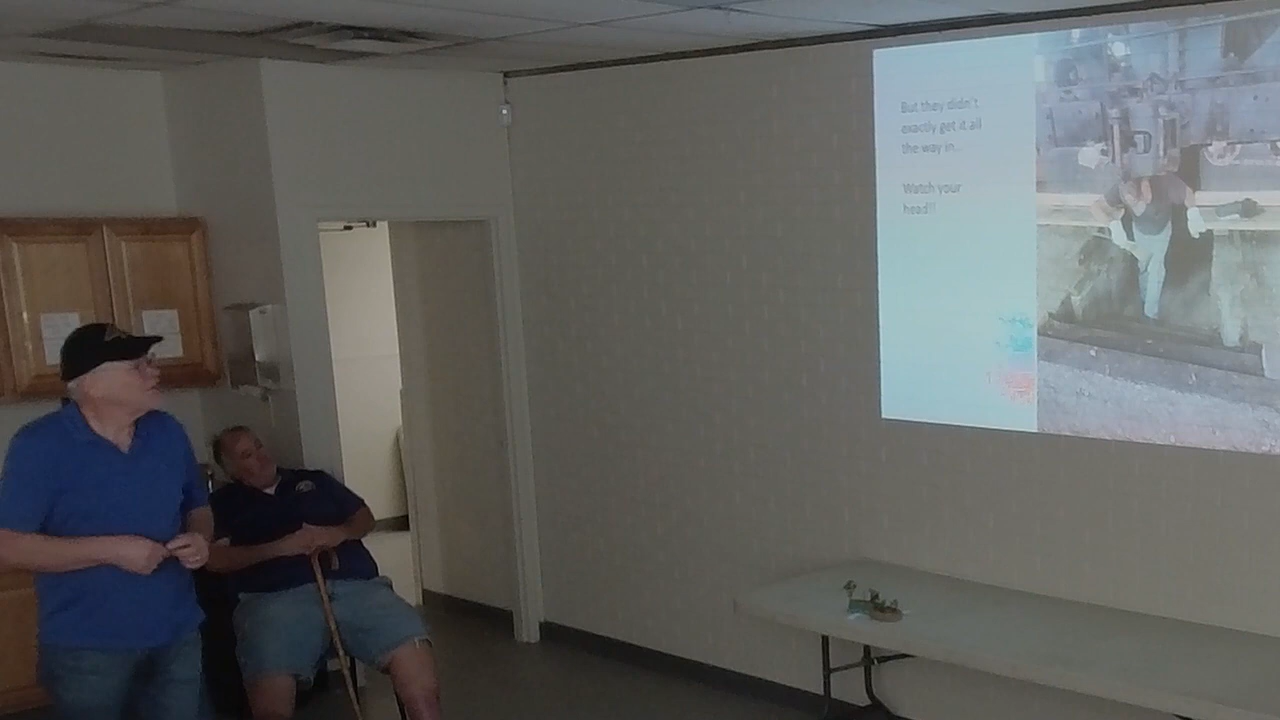 But they didn't
exactly get it all
the way in.
Watch your
head!!